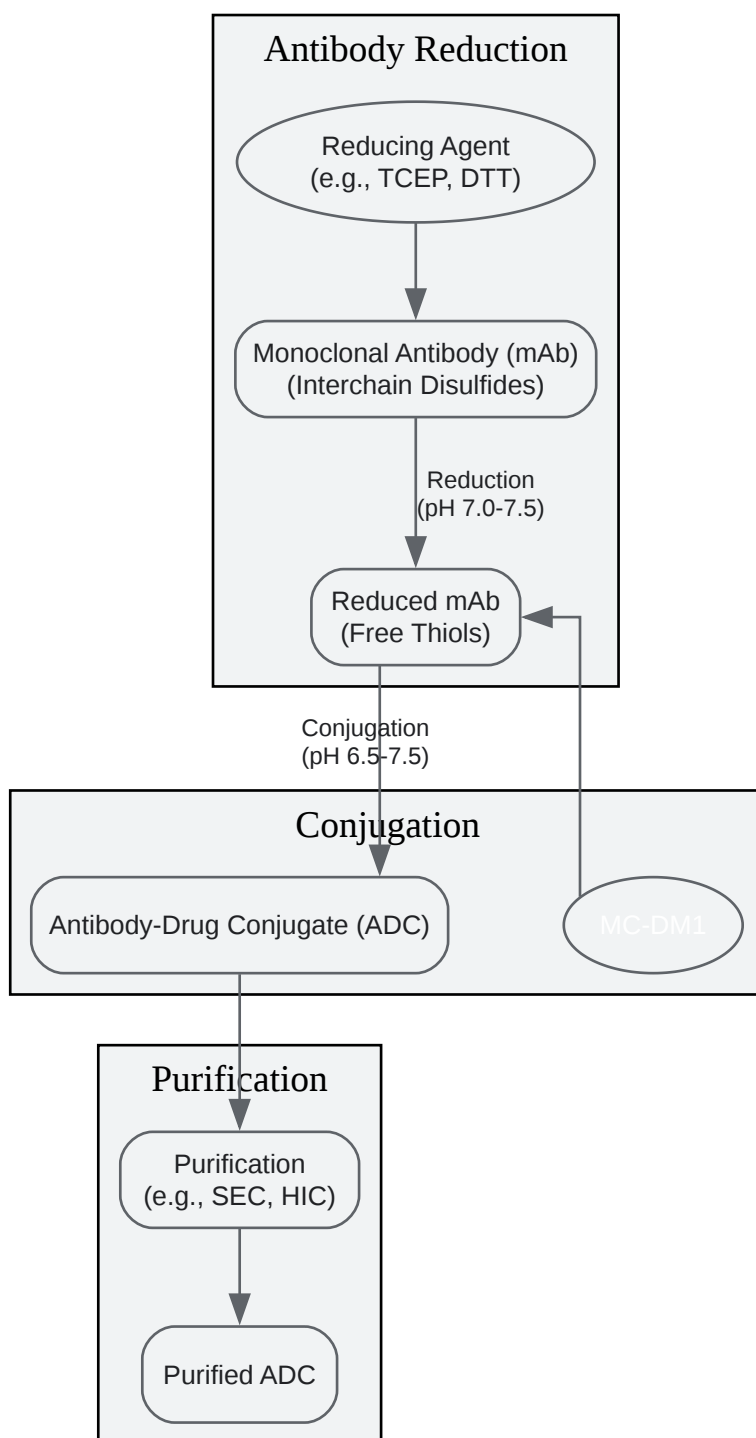 Antibody Reduction
Reducing Agent
(e.g., TCEP, DTT)
Monoclonal Antibody (mAb)
(Interchain Disulfides)
Reduction
(pH 7.0-7.5)
Reduced mAb
(Free Thiols)
Conjugation
(pH 6.5-7.5)
Conjugation
Antibody-Drug Conjugate (ADC)
MC-DM1
Purification
Purification
(e.g., SEC, HIC)
Purified ADC